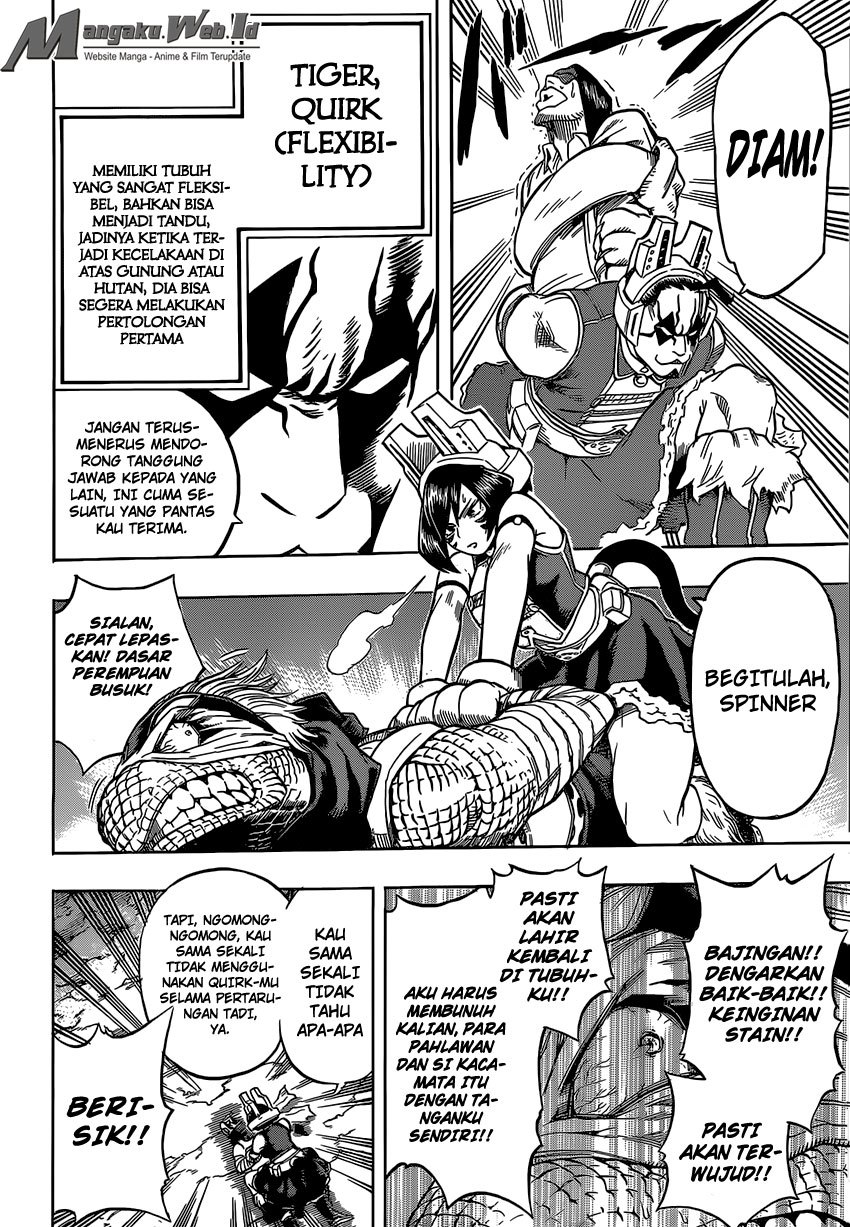 Mangaku.Web.Id
Website Manga - Anime & Film Terupdate
DIAM!
TIGER,
QUIRK
(FLEXIBI-
LITY)
MEMILIKI TUBUH
YANG SANGAT FLEKSI-
BEL, BAHKAN BISA
MENJADI TANDU,
JADINYA KETIKA TER-
JADI KECELAKAAN DI
ATAS GUNUNG ATAU
HUTAN, DIA BISA
SEGERA MELAKUKAN
PERTOLONGAN
PERTAMA
JANGAN TERUS-
MENERUS MENDO-
RONG TANGGUNG
JAWAB KEPADA YANG
LAIN, INI CUMA SE-
SUATU YANG PANTAS
KAU TERIMA.
BEGITULAH,
SPINNER
SIALAN,
CEPAT LEPAS-
KAN! DASAR
PEREMPUAN
BUSUK!
BAJINGAN!!
DENGARKAN
BAIK-BAIK!!
KEINGINAN
STAIN!!
PASTI
AKAN TER-
WUJUD!!
PASTI
AKAN
LAHIR
KEMBALI
DI TUBUH-
KU!!
AKU HARUS
MEMBUNUH
KALIAN, PARA
PAHLAWAN
DAN SI KACA-
MATA ITU
DENGAN TA-
NGANKU
SENDIRI!!
KAU
SAMA
SEKALI
TIDAK
TAHU
APA-APA
TAPI, NGOMONG-
NGOMONG, KAU
SAMA SEKALI
TIDAK MENGGU-
NAKAN QUIRK-MU
SELAMA PERTARU-
NGAN TADI,
YA.
BERI-
SIK!!